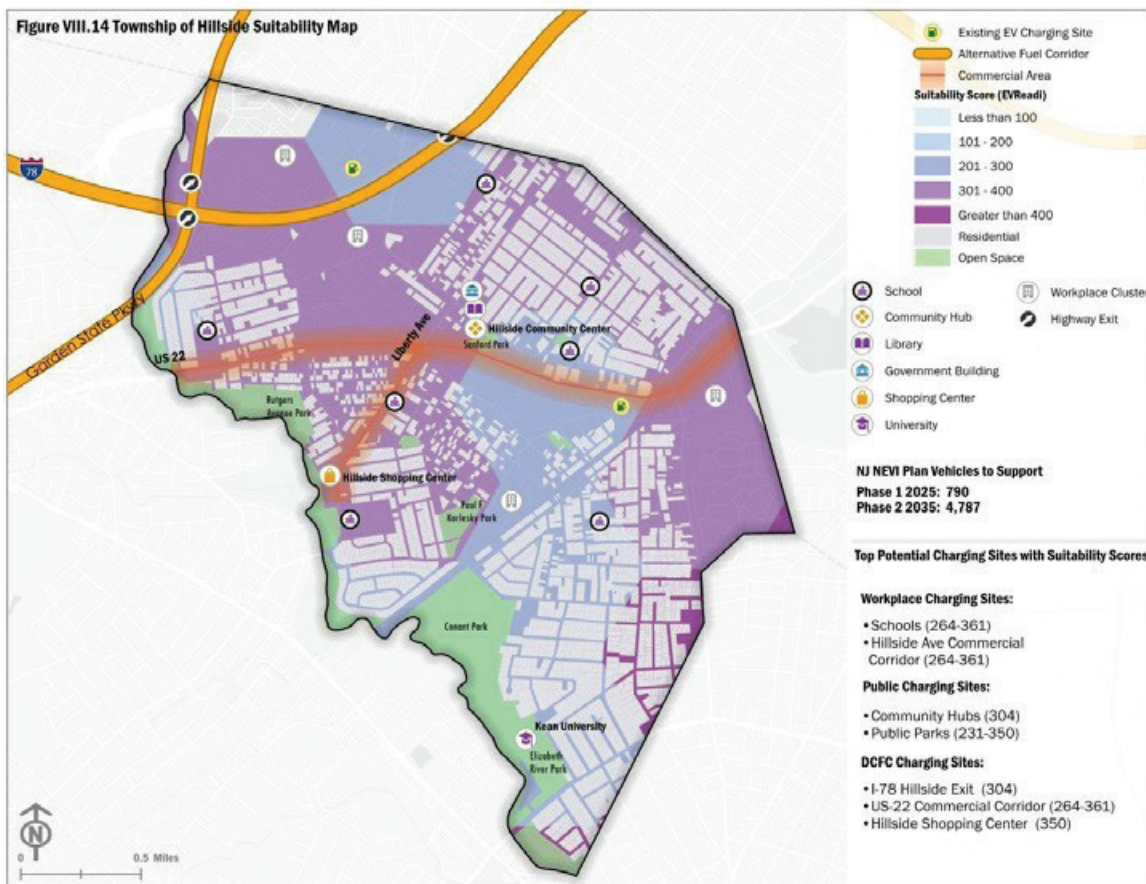 Figure VIII.14 Township of Hillside Suitability Map
78
Garden State Pkwy
US 22
Liberty Ave
Hillside Community Center
Sanford Park
Rutgers
Avenue Park
Hillside Shopping Center
Paul F
Korlesky Park
Conant Park
Kean University
Elizabeth
River Park
N
0
0.5 Miles
Existing EV Charging Site
Alternative Fuel Corridor
Commercial Area
Suitability Score (EVReadi)
Less than 100
101 - 200
201 - 300
301 - 400
Greater than 400
Residential
Open Space
School
Community Hub
Library
Government Building
Shopping Center
University
Workplace Cluster
Highway Exit
NJ NEVI Plan Vehicles to Support
Phase 1 2025: 790
Phase 2 2035: 4,787
Top Potential Charging Sites with Suitability Scores
Workplace Charging Sites:
• Schools (264-361)
• Hillside Ave Commercial
Corridor (264-361)
Public Charging Sites:
• Community Hubs (304)
• Public Parks (231-350)
DCFC Charging Sites:
• I-78 Hillside Exit (304)
• US-22 Commercial Corridor (264-361)
• Hillside Shopping Center (350)